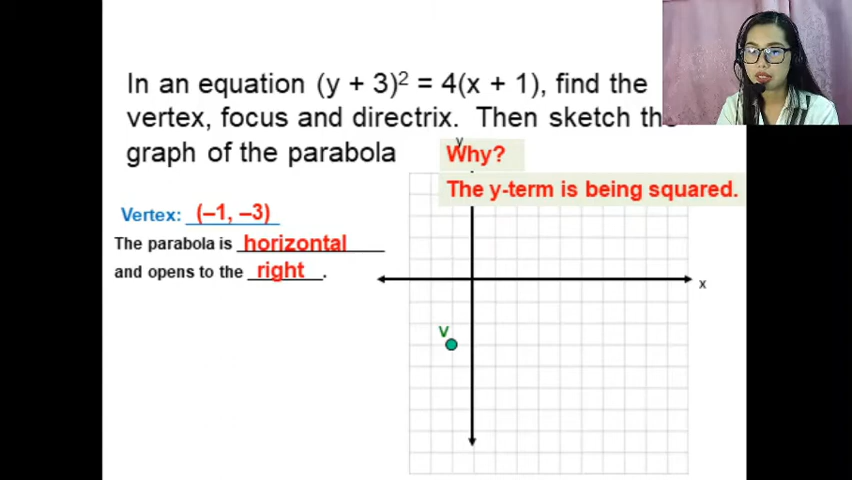 In an equation (y + 3)² = 4(x + 1), find the
vertex, focus and directrix. Then sketch the
graph of the parabola
y
Why?
The y-term is being squared.
Vertex: (–1, –3)
The parabola is horizontal
and opens to the right.
x
V